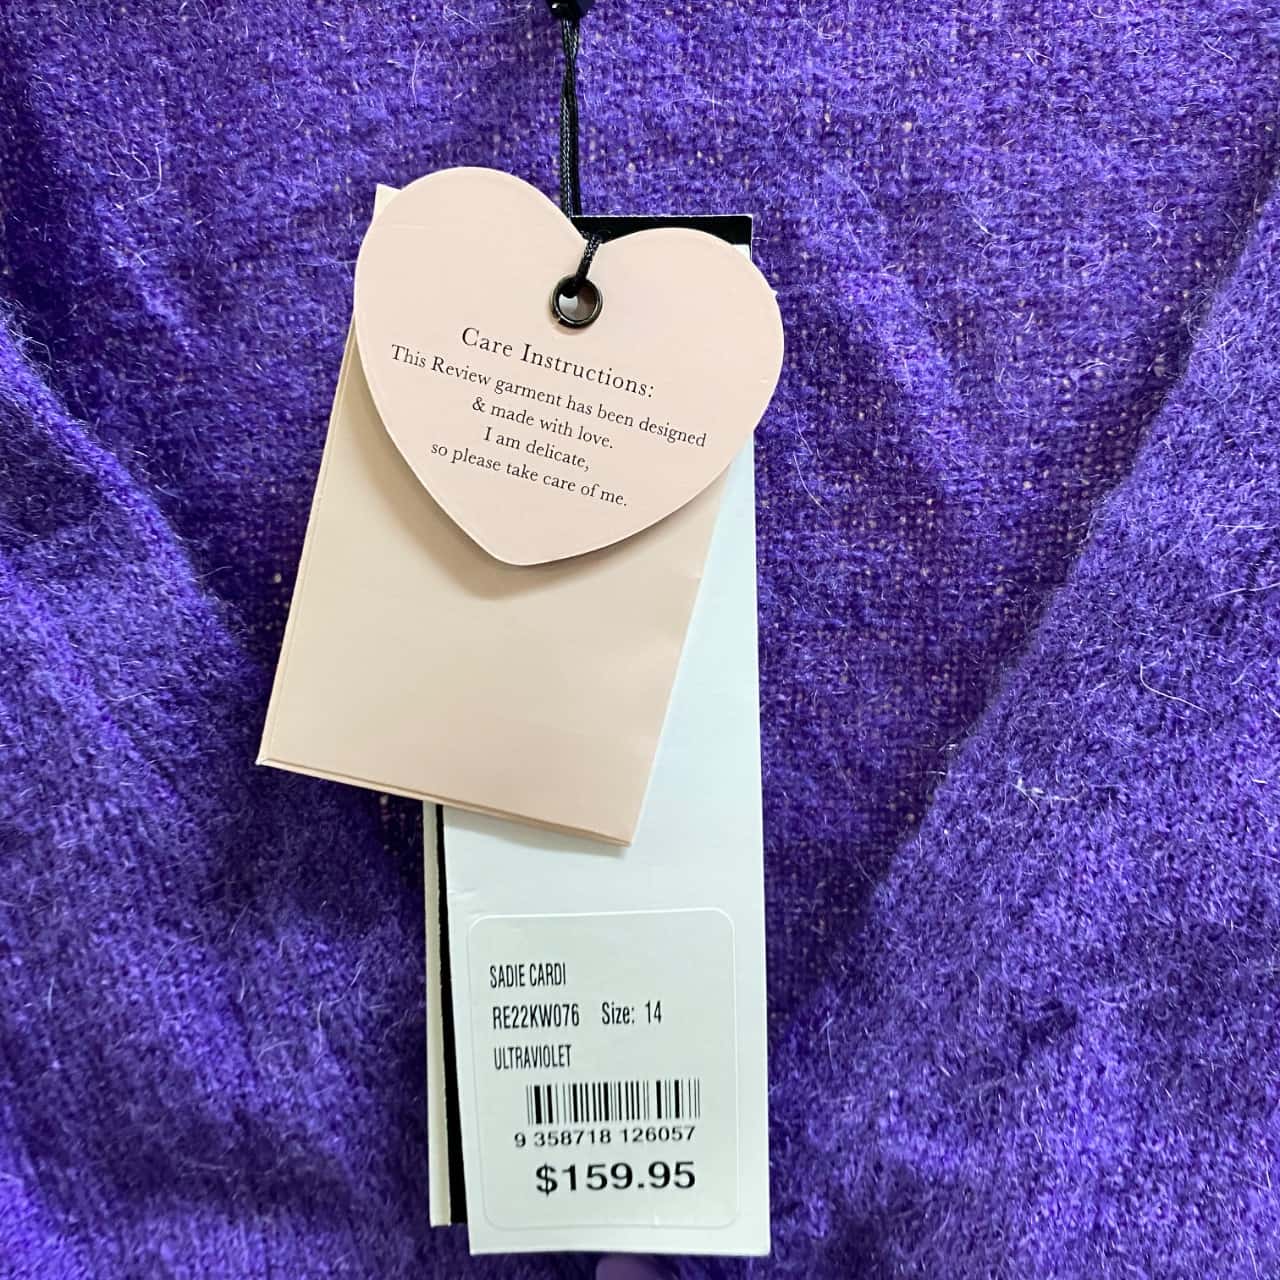 Care Instructions:
This Review garment has been designed
& made with love.
I am delicate,
so please take care of me.
SADIE CARDI
RE22KW076 Size: 14
ULTRAVIOLET
9 358718 126057
$159.95